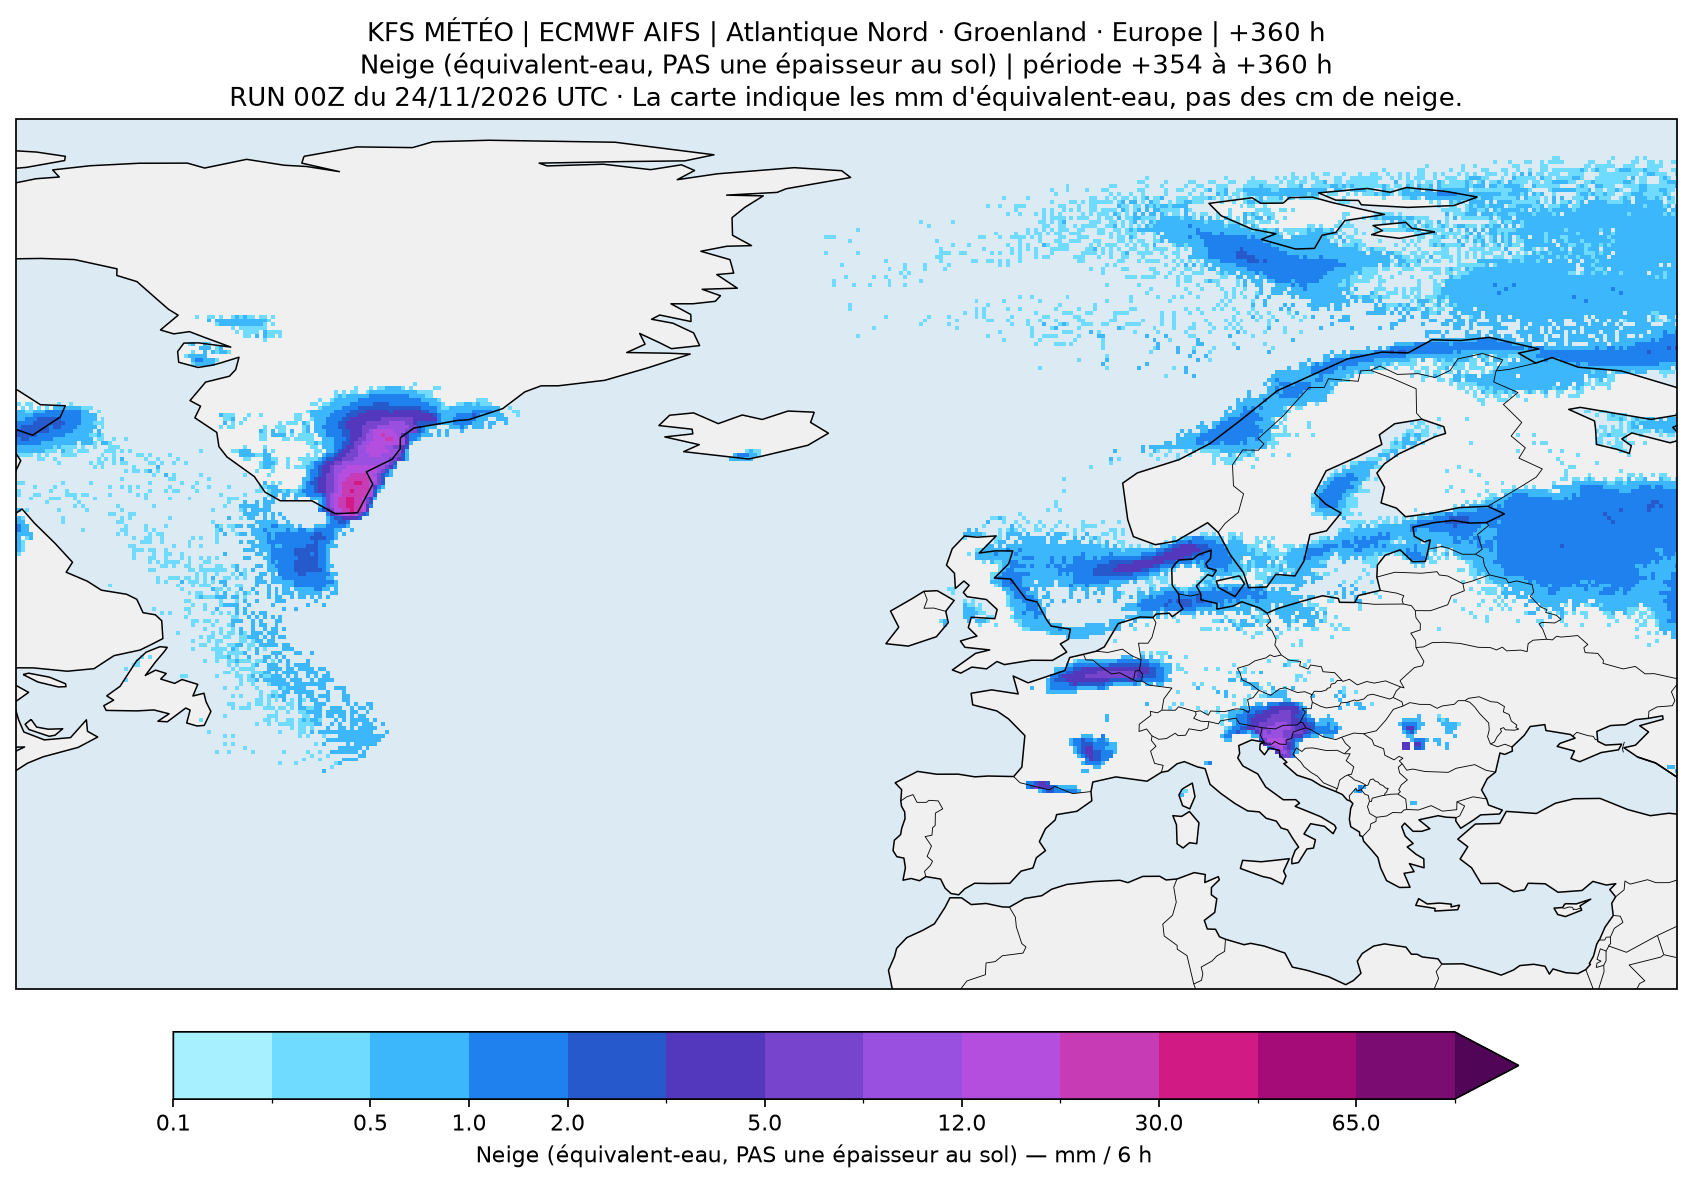 KFS MÉTÉO | ECMWF AIFS | Atlantique Nord · Groenland · Europe | +360 h
Neige (équivalent-eau, PAS une épaisseur au sol) | période +354 à +360 h
RUN 00Z du 24/11/2026 UTC · La carte indique les mm d'équivalent-eau, pas des cm de neige.
0.1 0.5 1.0 2.0 5.0 12.0 30.0 65.0
Neige (équivalent-eau, PAS une épaisseur au sol) — mm / 6 h